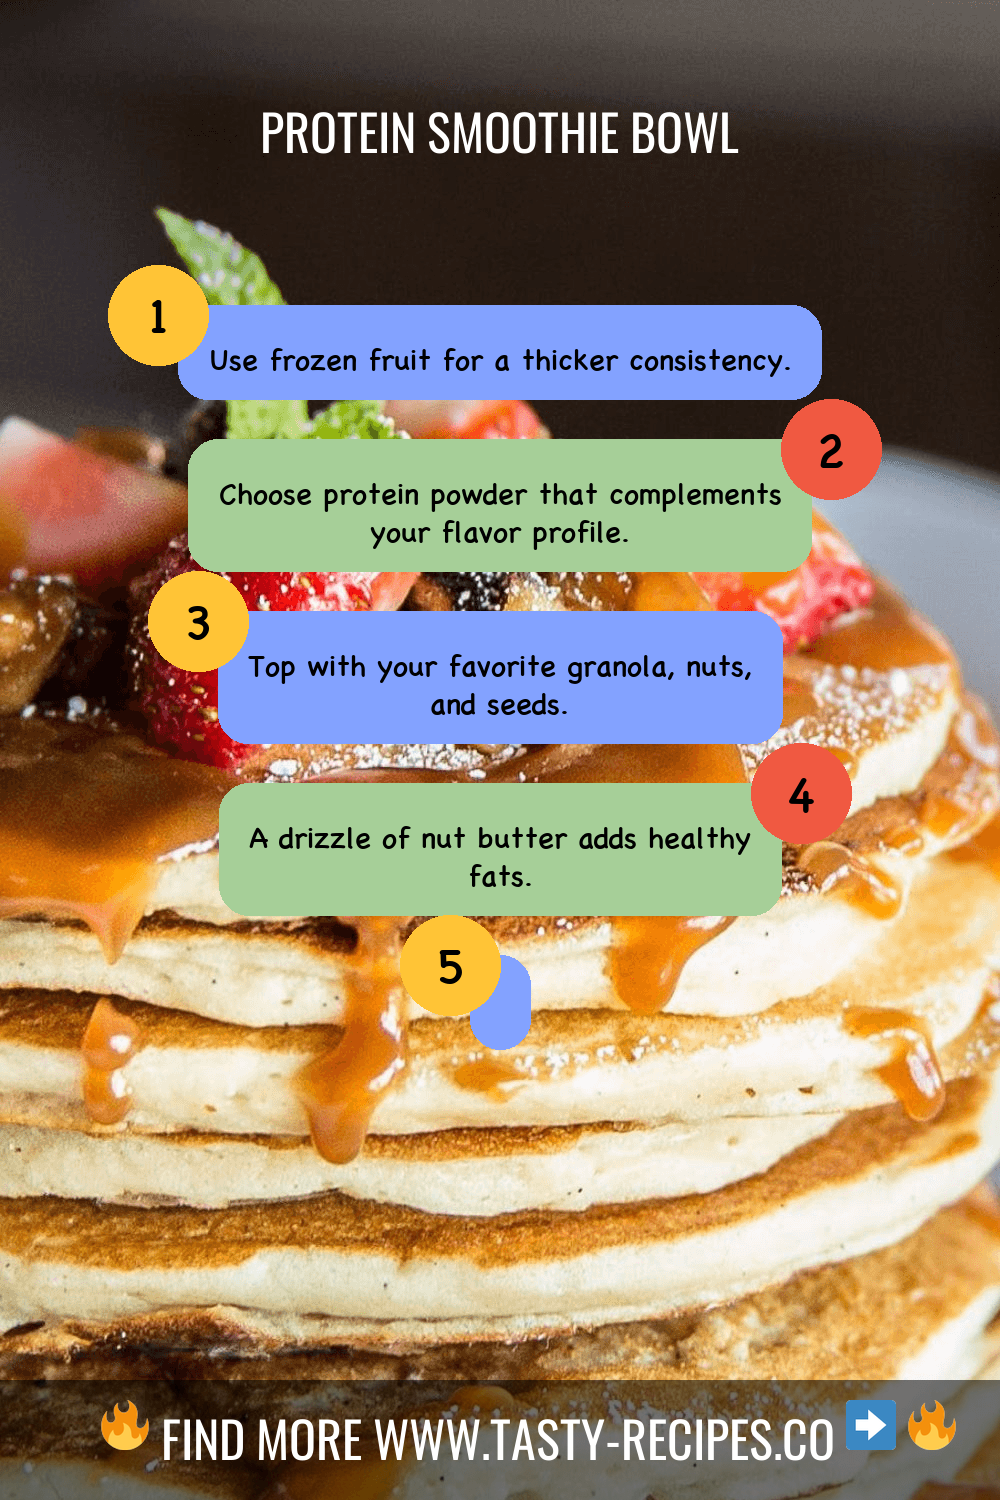 PROTEIN SMOOTHIE BOWL
1
Use frozen fruit for a thicker consistency.
2
Choose protein powder that complements
your flavor profile.
3
Top with your favorite granola, nuts,
and seeds.
4
A drizzle of nut butter adds healthy
fats.
5
FIND MORE WWW.TASTY-RECIPES.CO